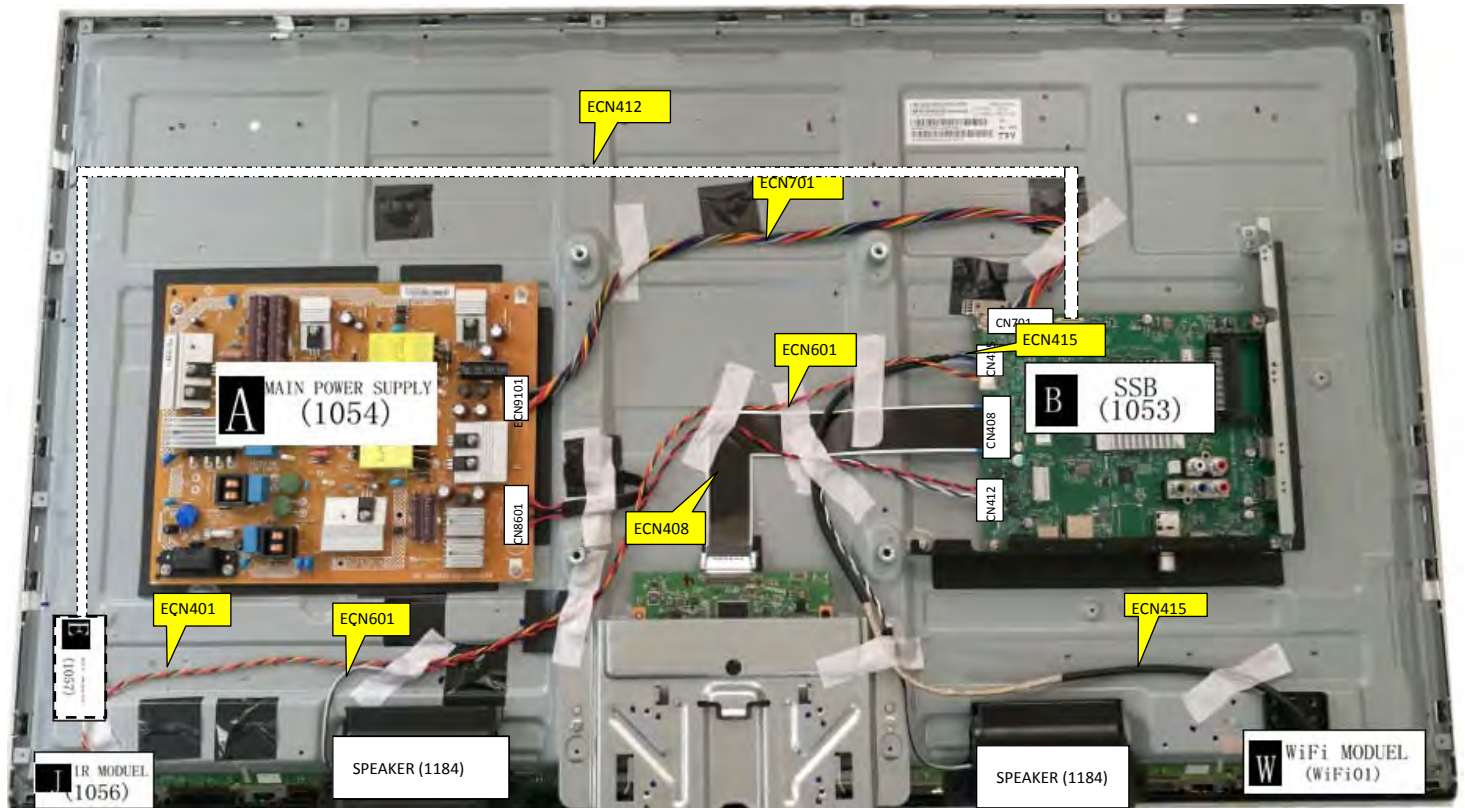 ECN412
ECN701
CN701
ECN415
ECN601
A MAIN POWER SUPPLY
(1054)
ECN9101
B SSB
(1053)
CN408
CN8601
ECN408
CN412
ECN401
ECN601
ECN415
(1057)
SPEAKER (1184)
SPEAKER (1184)
J IR MODUEL
(1056)
W WiFi MODUEL
(WiFi01)